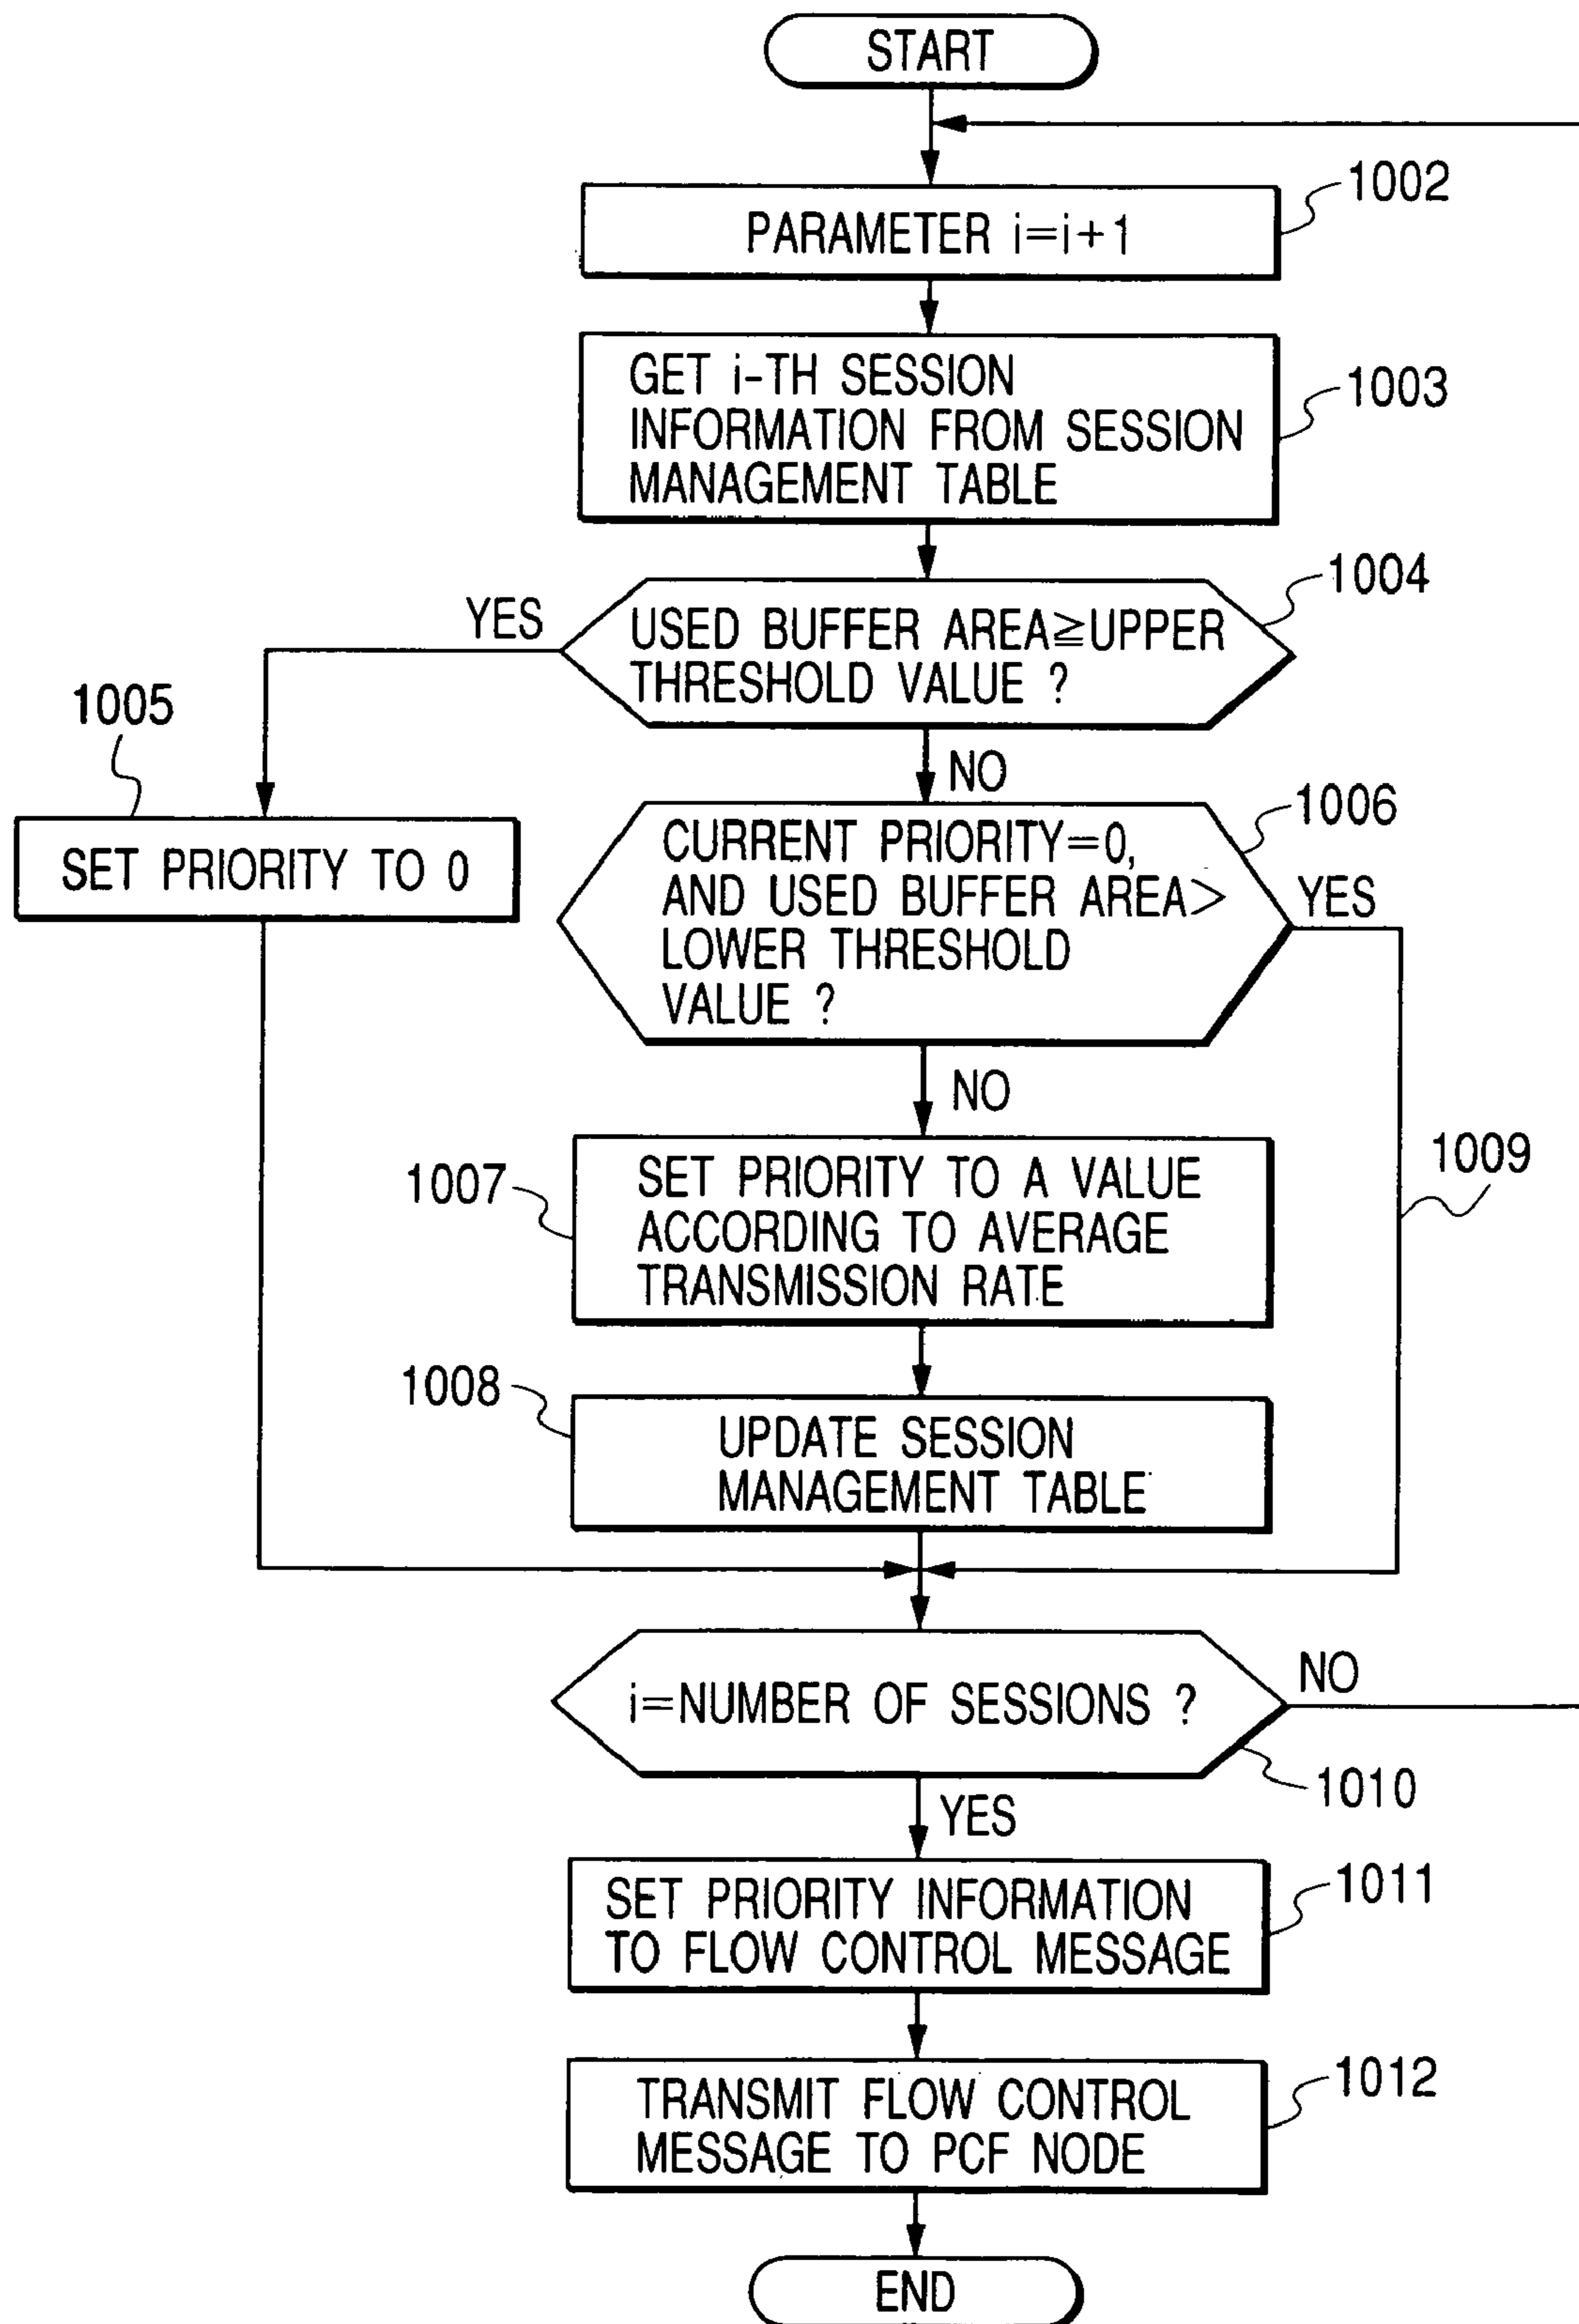 START
PARAMETER i=i+1
1002
GET i-TH SESSION
INFORMATION FROM SESSION
MANAGEMENT TABLE
1003
1004
YES
USED BUFFER AREA≧UPPER
THRESHOLD VALUE ?
1005
NO
SET PRIORITY TO 0
1006
CURRENT PRIORITY=0,
AND USED BUFFER AREA>
LOWER THRESHOLD
VALUE ?
YES
NO
1009
1007
SET PRIORITY TO A VALUE
ACCORDING TO AVERAGE
TRANSMISSION RATE
1008
UPDATE SESSION
MANAGEMENT TABLE
i=NUMBER OF SESSIONS ?
NO
1010
YES
SET PRIORITY INFORMATION
TO FLOW CONTROL MESSAGE
1011
TRANSMIT FLOW CONTROL
MESSAGE TO PCF NODE
1012
END